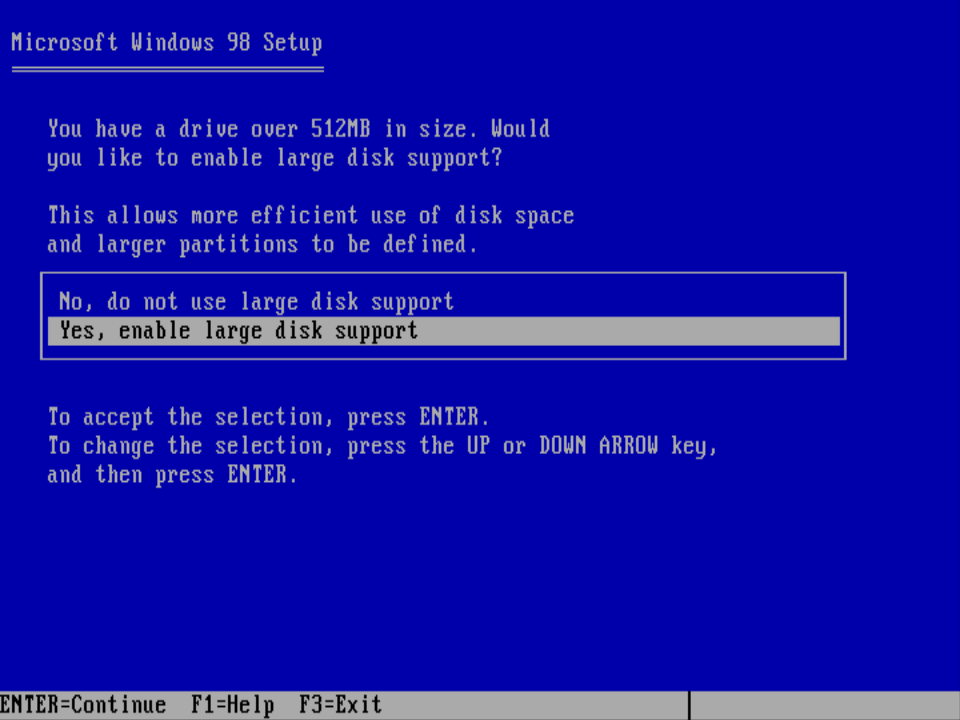 Microsoft Windows 98 Setup
You have a drive over 512MB in size. Would
you like to enable large disk support?
This allows more efficient use of disk space
and larger partitions to be defined.
No, do not use large disk support
Yes, enable large disk support
To accept the selection, press ENTER.
To change the selection, press the UP or DOWN ARROW key,
and then press ENTER.
ENTER=Continue F1=Help F3=Exit